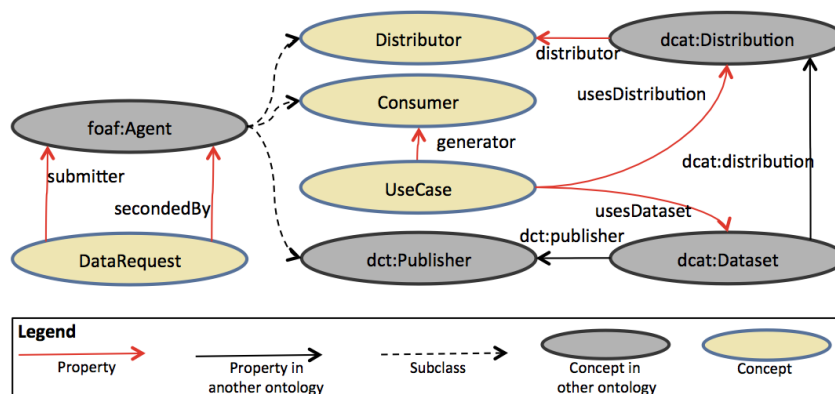 Distributor
dcat:Distribution
distributor
usesDistribution
Consumer
foaf:Agent
generator
submitter
dcat:distribution
UseCase
secondedBy
usesDataset
dct:publisher
DataRequest
dct:Publisher
dcat:Dataset
Legend
Property
Property in
another ontology
Subclass
Concept in
other ontology
Concept